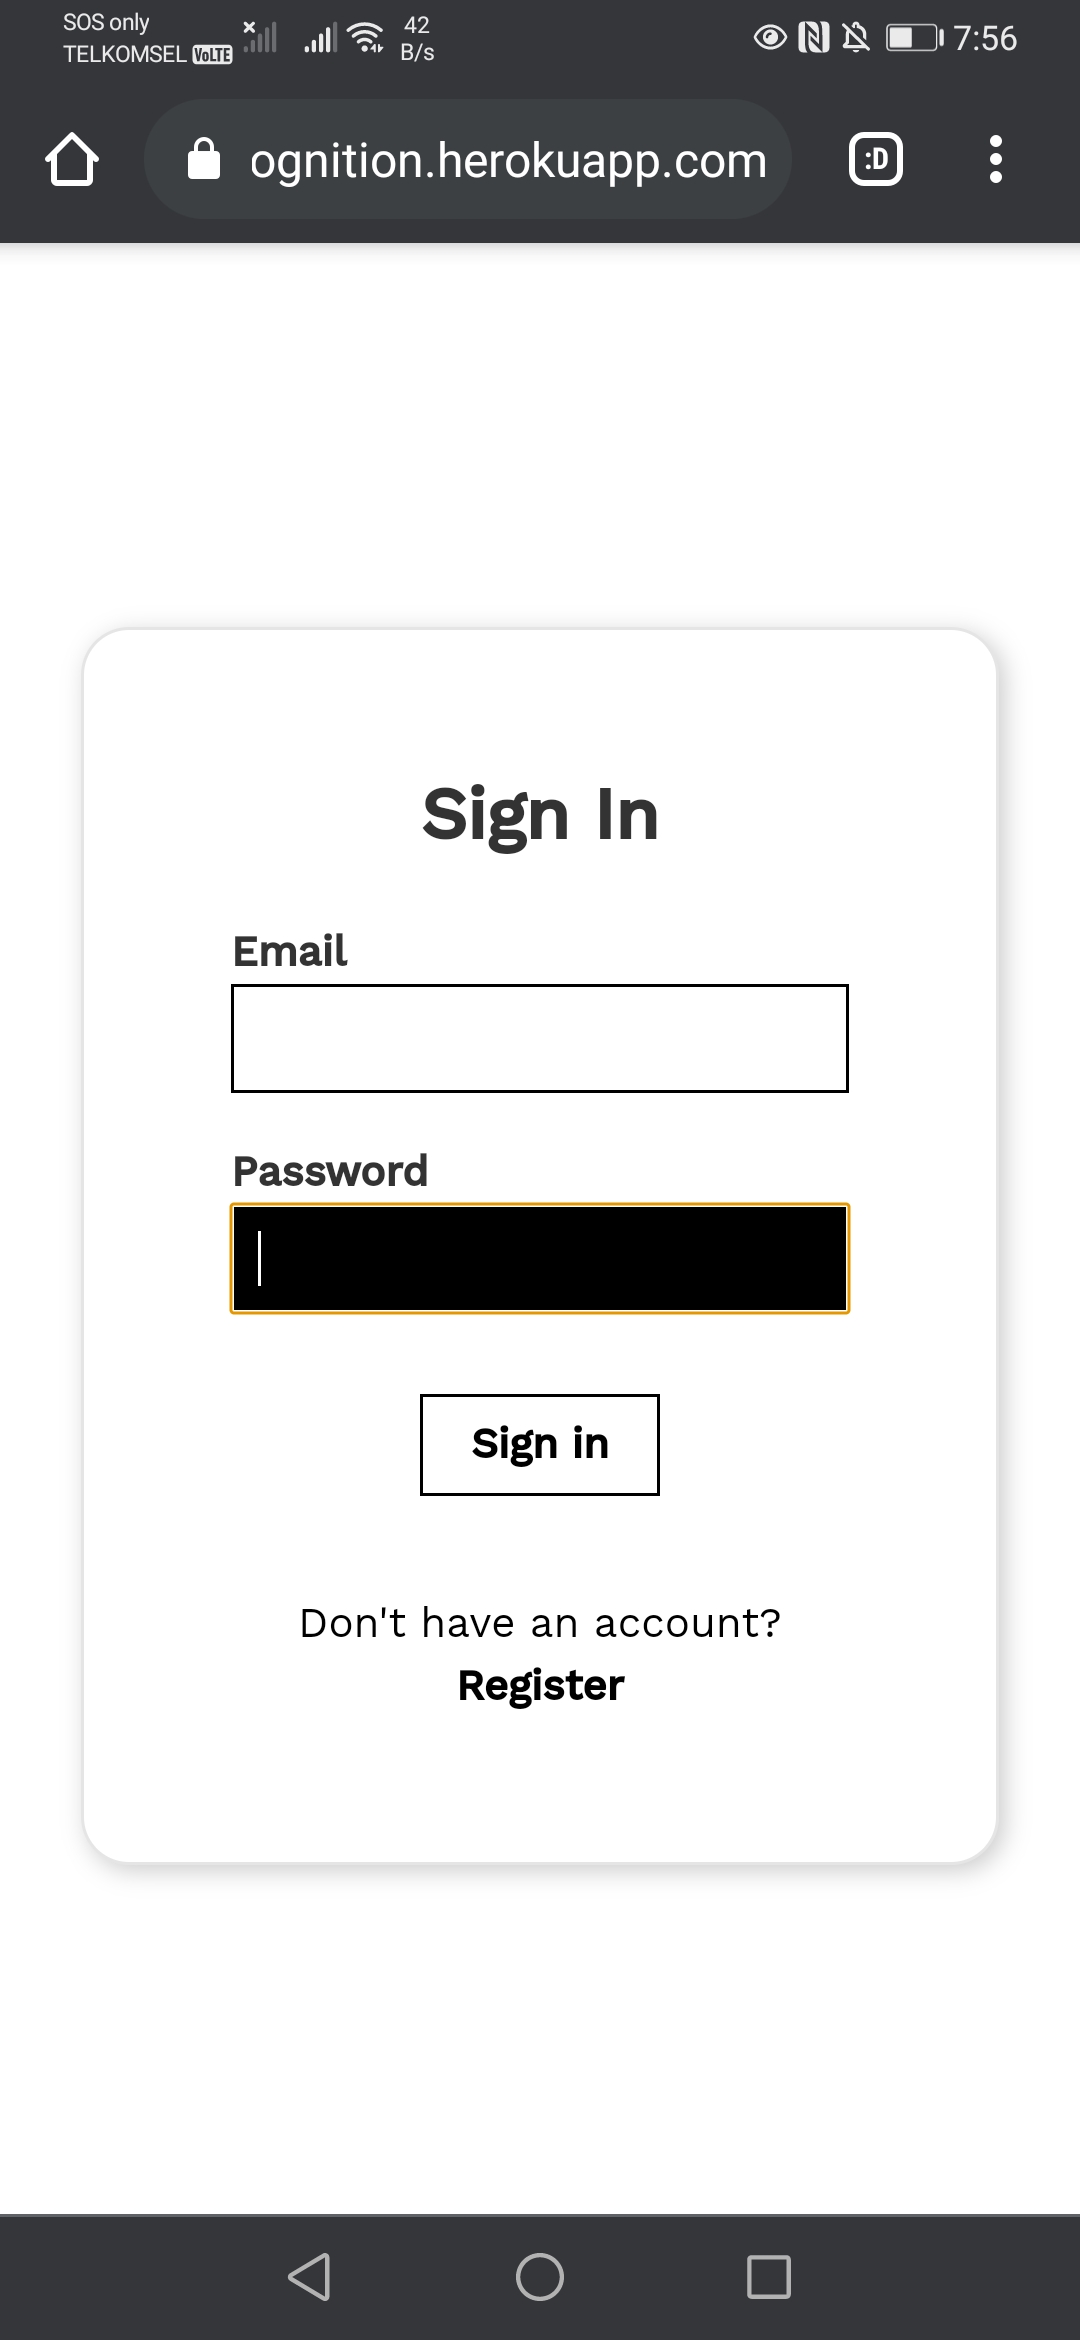 SOS only
TELKOMSEL VoLTE
42
B/s
7:56
ognition.herokuapp.com
:D
Sign In
Email
Password
Sign in
Don't have an account?
Register